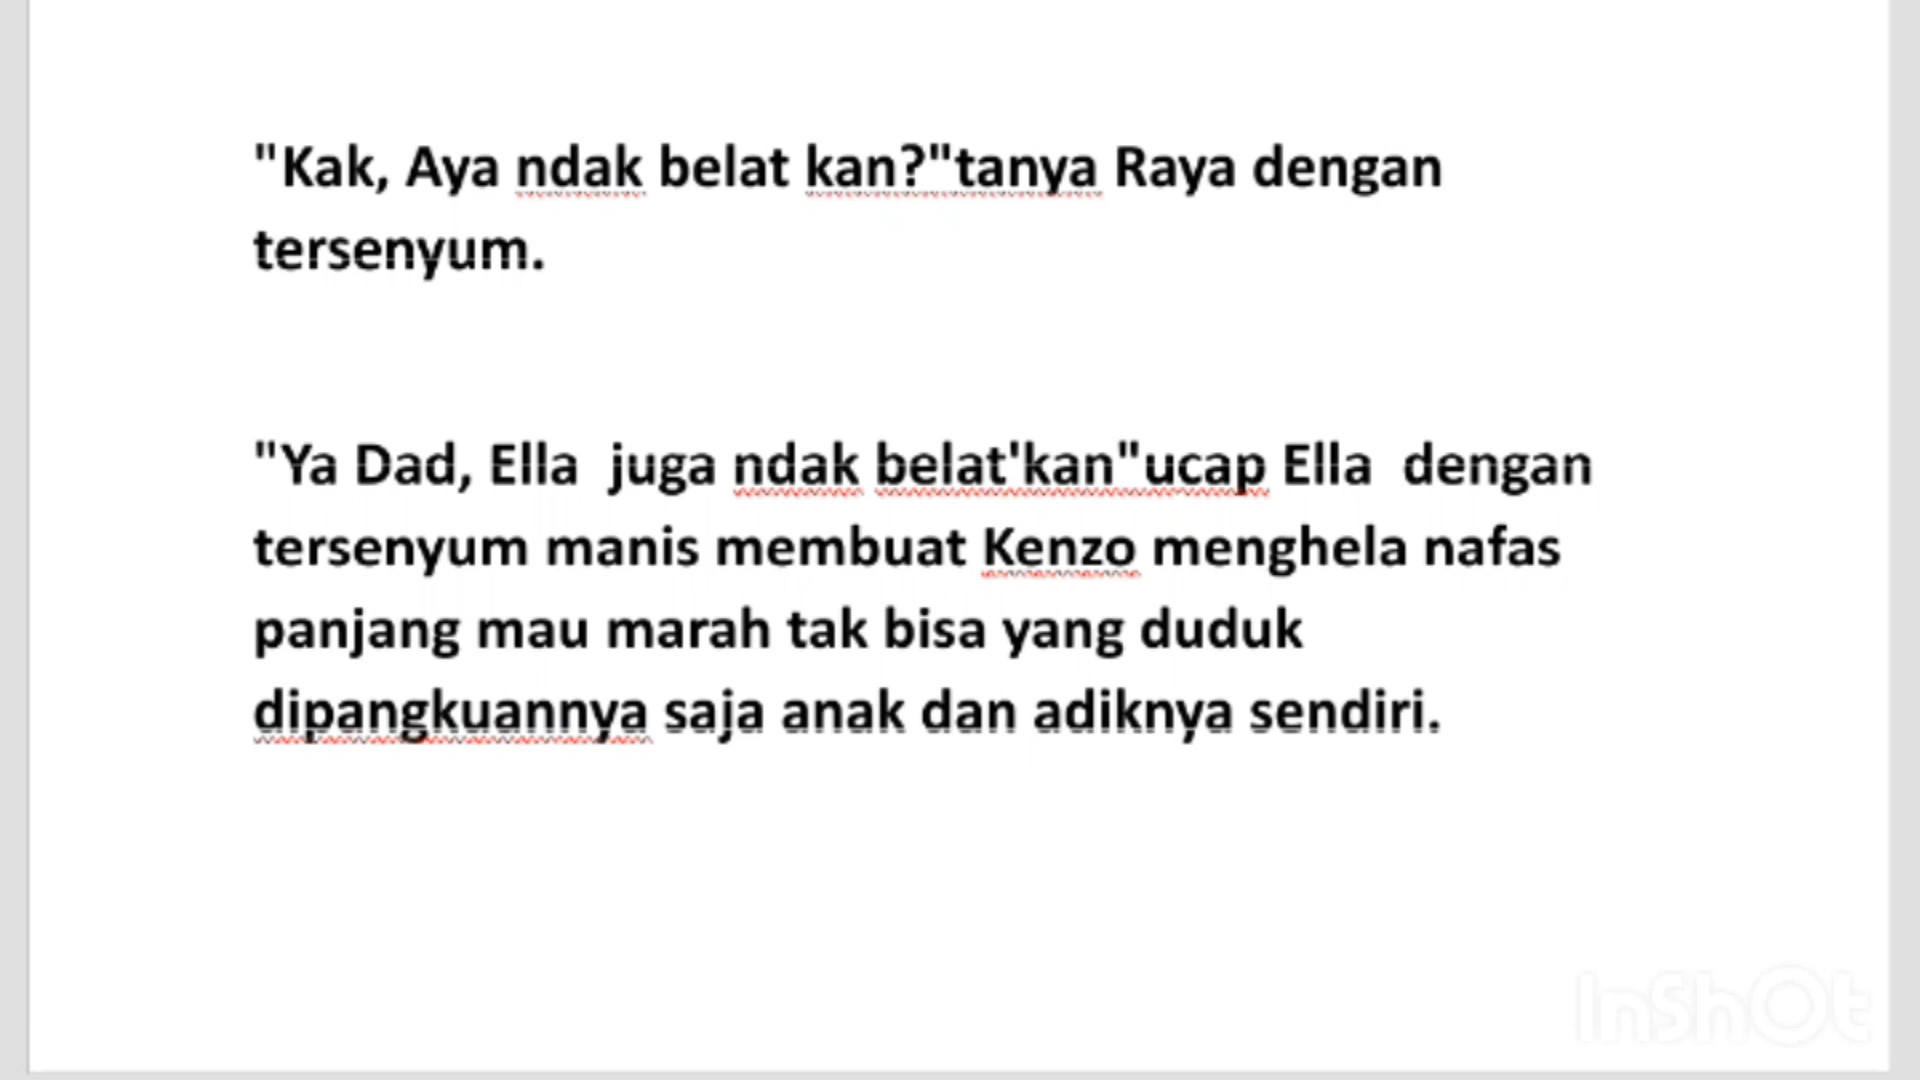 "Kak, Aya ndak belat kan?"tanya Raya dengan
tersenyum.
"Ya Dad, Ella  juga ndak belat'kan"ucap Ella  dengan
tersenyum manis membuat Kenzo menghela nafas
panjang mau marah tak bisa yang duduk
dipangkuannya saja anak dan adiknya sendiri.
InShOt